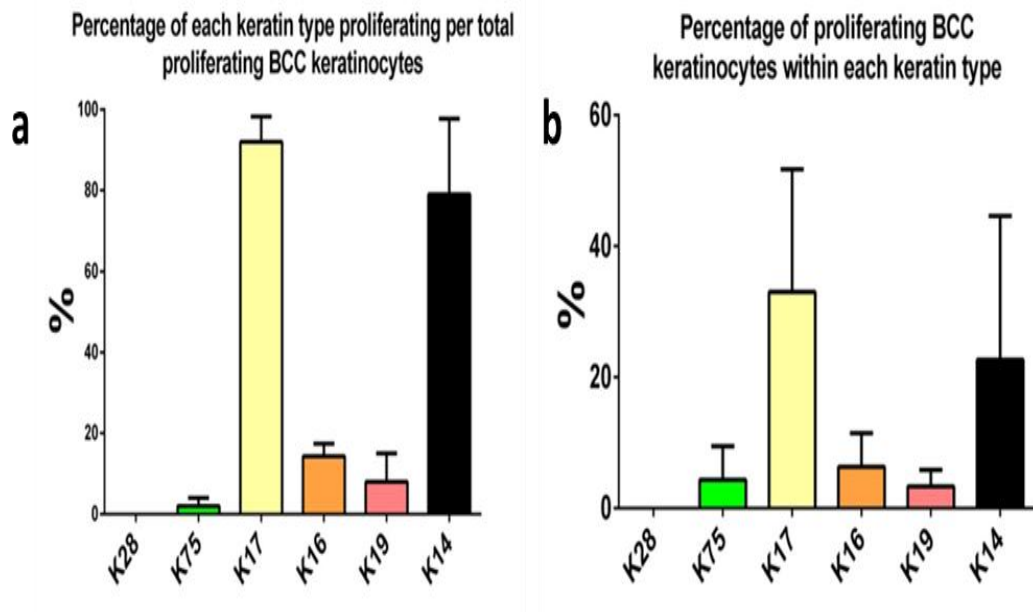 Percentage of each keratin type proliferating per total
proliferating BCC keratinocytes
a
100
80
60
40
20
0
%
K28 K75 K17 K16 K19 K14
Percentage of proliferating BCC
keratinocytes within each keratin type
b
60
40
20
0
%
K28 K75 K17 K16 K19 K14